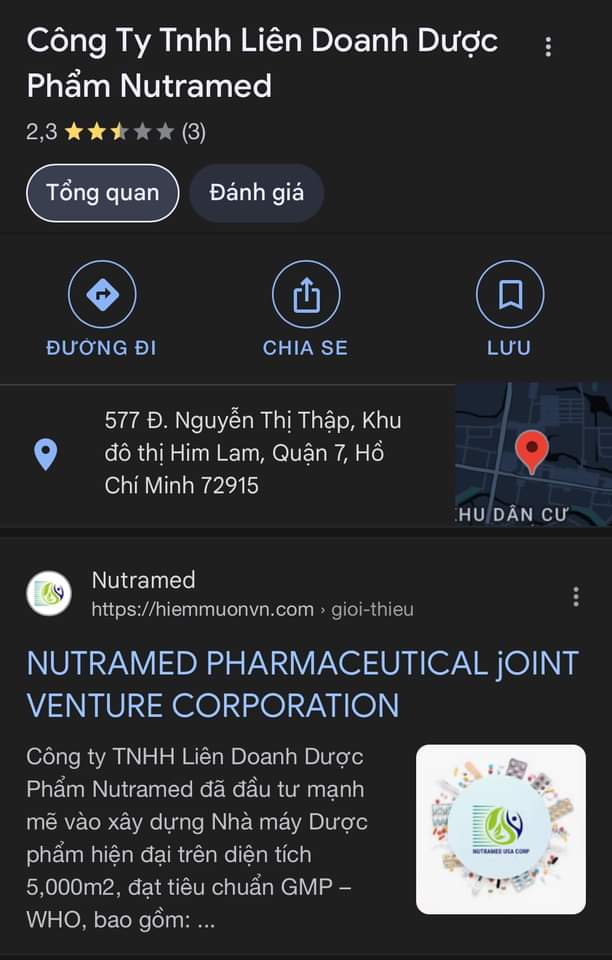 Công Ty Tnhh Liên Doanh Dược
Phẩm Nutramed
2,3 (3)
Tổng quan
Đánh giá
ĐƯỜNG ĐI
CHIA SẺ
LƯU
577 Đ. Nguyễn Thị Thập, Khu
đô thị Him Lam, Quận 7, Hồ
Chí Minh 72915
KHU DÂN CƯ
Nutramed
https://hiemmuonvn.com › gioi-thieu
NUTRAMED PHARMACEUTICAL jOINT
VENTURE CORPORATION
Công ty TNHH Liên Doanh Dược
Phẩm Nutramed đã đầu tư mạnh
mẽ vào xây dựng Nhà máy Dược
phẩm hiện đại trên diện tích
5,000m2, đạt tiêu chuẩn GMP –
WHO, bao gồm: ...
NUTRAMED USA CORP